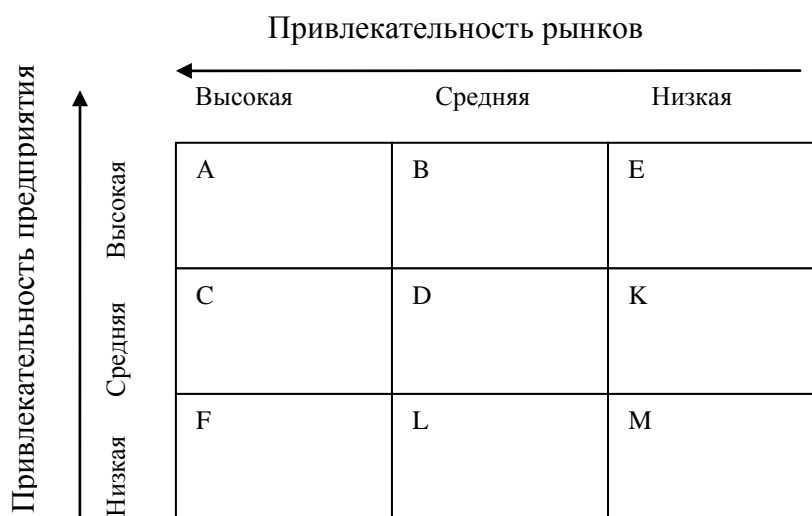 Привлекательность рынков
Высокая Средняя Низкая
Привлекательность предприятия
Высокая
A B E
Средняя
C D K
Низкая
F L M